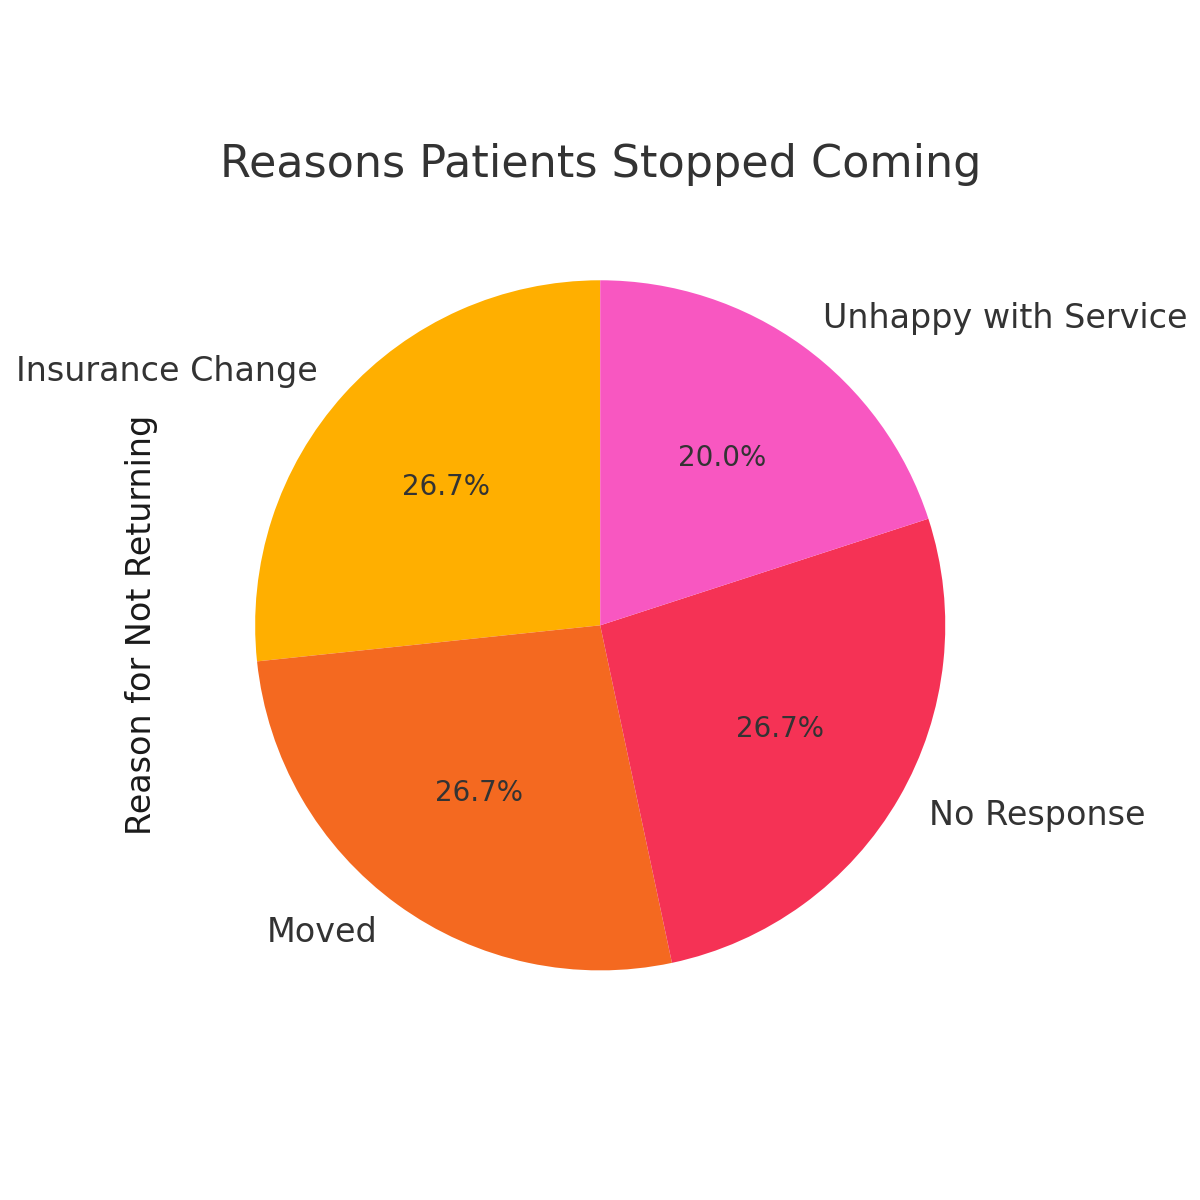 Reasons Patients Stopped Coming
Unhappy with Service
Insurance Change
20.0%
26.7%
Reason for Not Returning
26.7%
26.7%
No Response
Moved